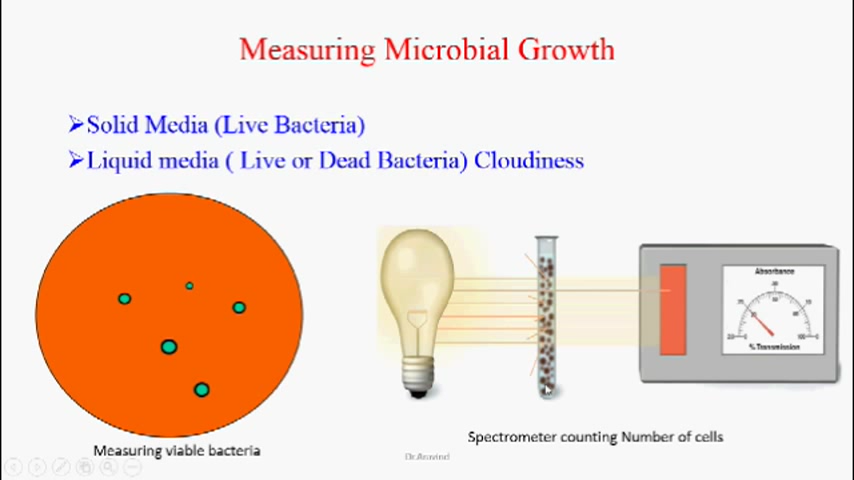 Measuring Microbial Growth
➢Solid Media (Live Bacteria)
➢Liquid media ( Live or Dead Bacteria) Cloudiness
Absorbance
% Transmission
Measuring viable bacteria
Spectrometer counting Number of cells
Dr.Aravind